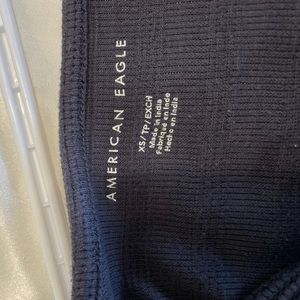 AMERICAN EAGLE
XS/TP/EXCH
Made in India
Fabriqué en Inde
Hecho en India